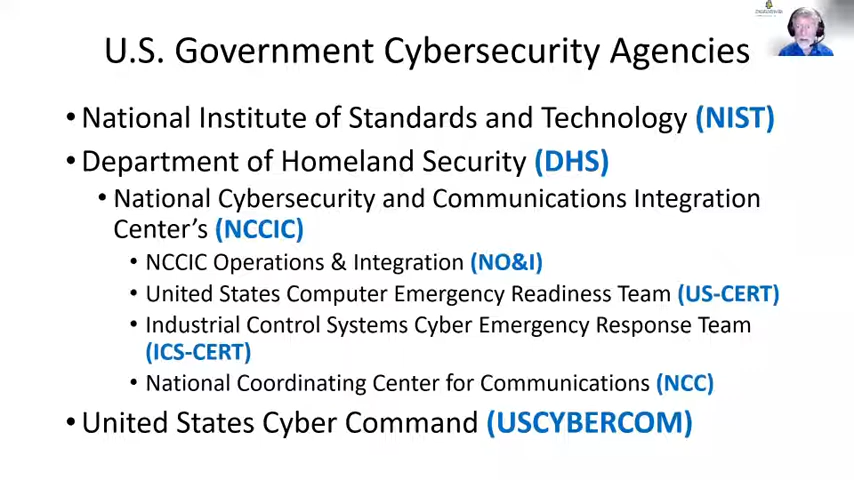 U.S. Government Cybersecurity Agencies
• National Institute of Standards and Technology (NIST)
• Department of Homeland Security (DHS)
• National Cybersecurity and Communications Integration
Center’s (NCCIC)
• NCCIC Operations & Integration (NO&I)
• United States Computer Emergency Readiness Team (US-CERT)
• Industrial Control Systems Cyber Emergency Response Team
(ICS-CERT)
• National Coordinating Center for Communications (NCC)
• United States Cyber Command (USCYBERCOM)